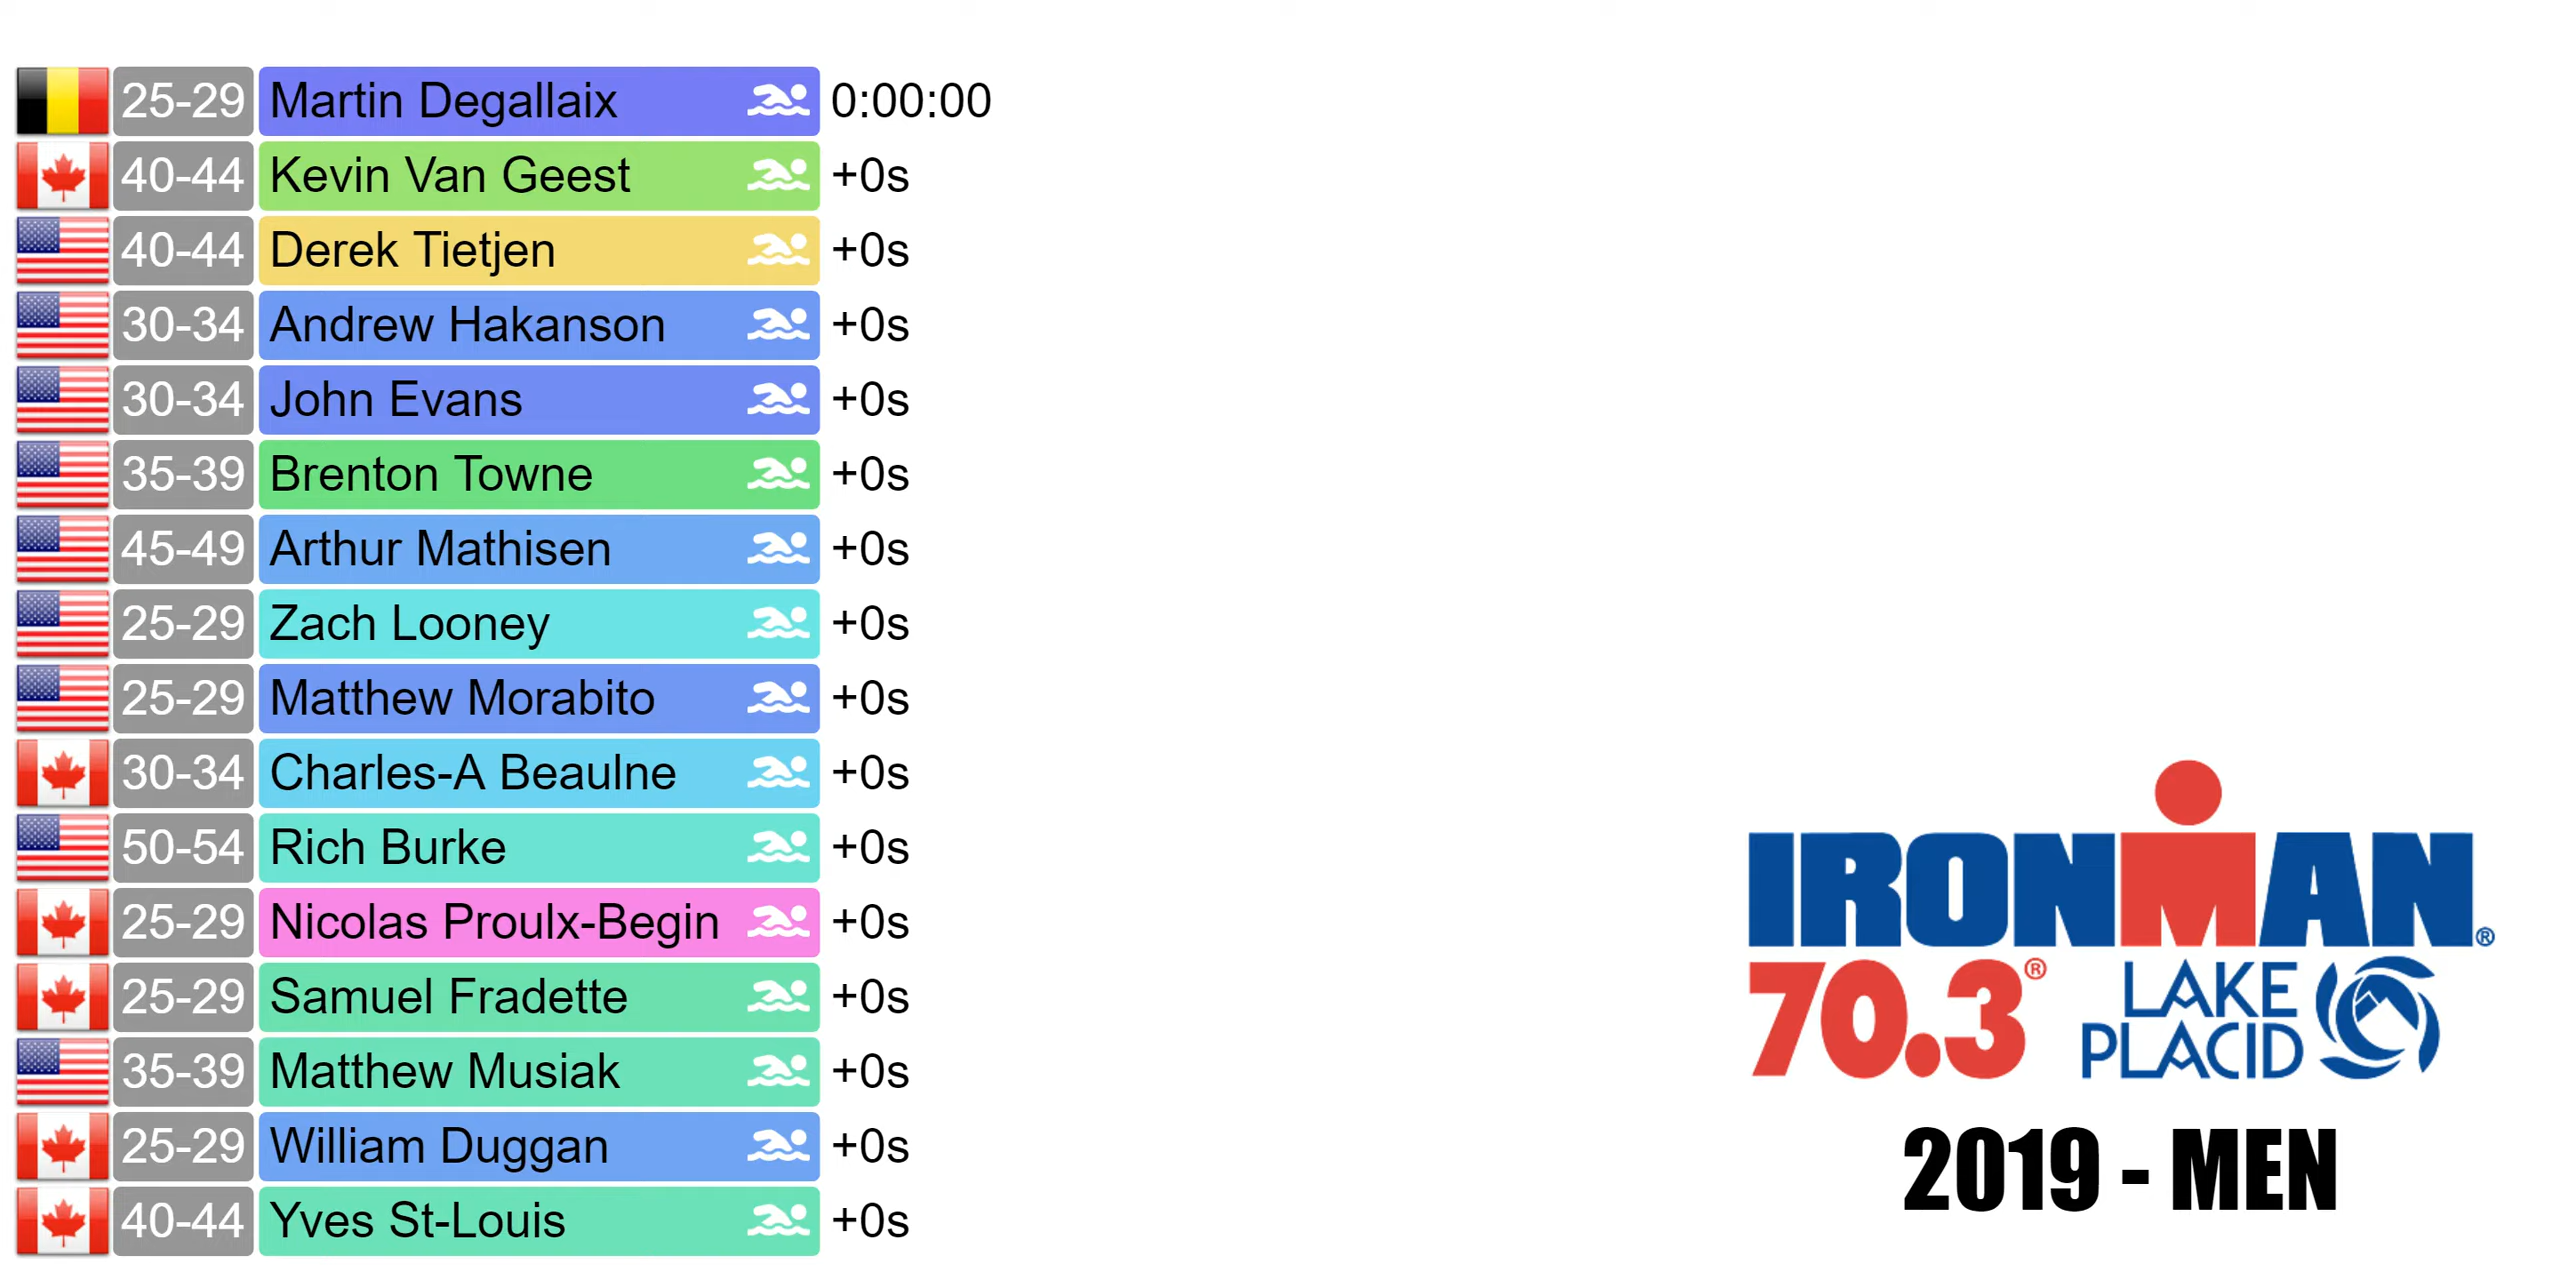 25-29 Martin Degallaix 0:00:00
40-44 Kevin Van Geest +0s
40-44 Derek Tietjen +0s
30-34 Andrew Hakanson +0s
30-34 John Evans +0s
35-39 Brenton Towne +0s
45-49 Arthur Mathisen +0s
25-29 Zach Looney +0s
25-29 Matthew Morabito +0s
30-34 Charles-A Beaulne +0s
50-54 Rich Burke +0s
25-29 Nicolas Proulx-Begin +0s
25-29 Samuel Fradette +0s
35-39 Matthew Musiak +0s
25-29 William Duggan +0s
40-44 Yves St-Louis +0s
IRONMAN®
70.3® LAKE
PLACID
2019 - MEN